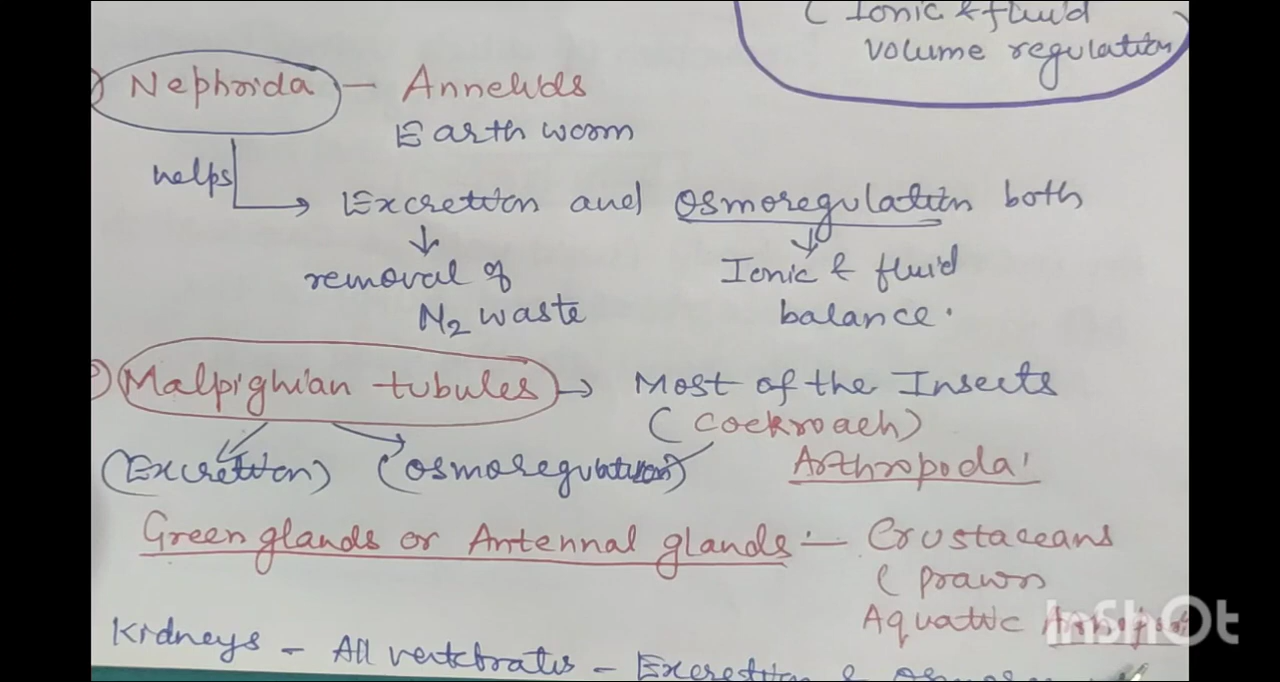 ( Ionic & fluid
volume regulation)
Nephrida — Annelids
Earth worm
helps
Excretion and Osmoregulation both
removal of
N2 waste
Ionic & fluid
balance.
Malpighian tubules → Most of the Insects
(Cockroach)
(Excretion) (osmoregulation)
Arthropoda
Green glands or Antennal glands :— Crustaceans
( Prawn
Aquatic
InShOt
Kidneys — All vertebrates — Excretion &